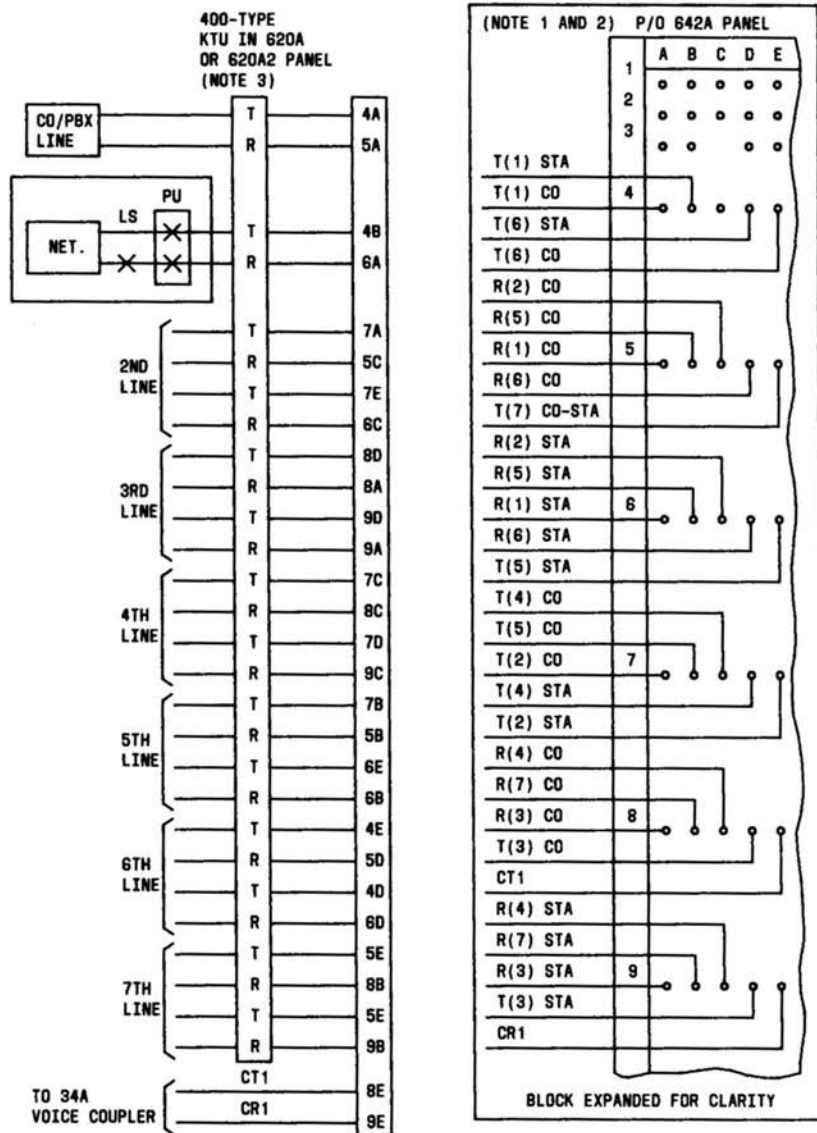 400-TYPE
KTU IN 620A
OR 620A2 PANEL
(NOTE 3)
CO/PBX
LINE
T 4A
R 5A
PU
LS
NET.
T 4B
R 6A
2ND
LINE
T 7A
R 5C
T 7E
R 6C
3RD
LINE
T 8D
R 8A
T 9D
R 9A
4TH
LINE
T 7C
R 8C
T 7D
R 9C
5TH
LINE
T 7B
R 5B
T 6E
R 6B
6TH
LINE
T 4E
R 5D
T 4D
R 6D
7TH
LINE
T 5E
R 8B
T 5E
R 9B
TO 34A
VOICE COUPLER
CT1 8E
CR1 9E
(NOTE 1 AND 2) P/O 642A PANEL
A B C D E
1
2
3
T(1) STA
T(1) CO 4
T(6) STA
T(6) CO
R(2) CO
R(5) CO
R(1) CO 5
R(6) CO
T(7) CO-STA
R(2) STA
R(5) STA
R(1) STA 6
R(6) STA
T(5) STA
T(4) CO
T(5) CO
T(2) CO 7
T(4) STA
T(2) STA
R(4) CO
R(7) CO
R(3) CO 8
T(3) CO
CT1
R(4) STA
R(7) STA
R(3) STA 9
T(3) STA
CR1
BLOCK EXPANDED FOR CLARITY